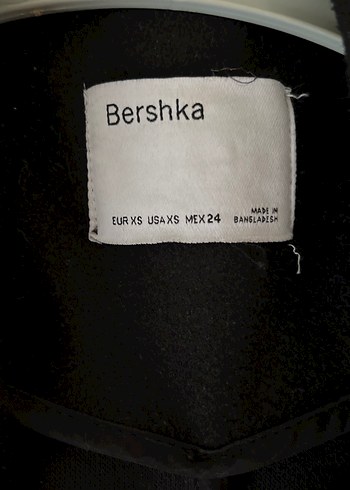 Bershka
EUR XS USA XS MEX 24
MADE IN
BANGLADESH